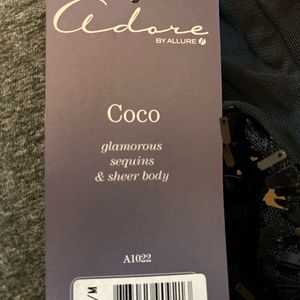 adore
BY ALLURE
Coco
glamorous
sequins
& sheer body
A1022
/M